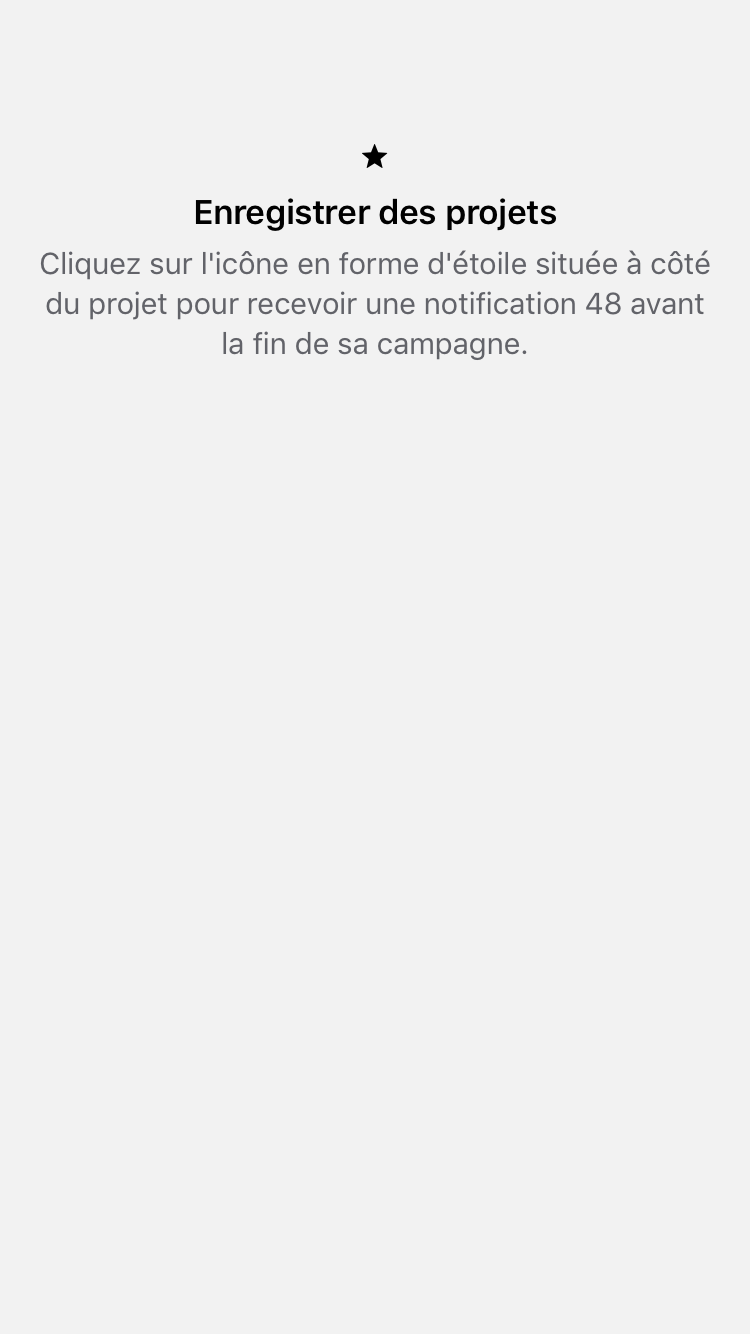 Enregistrer des projets
Cliquez sur l'icône en forme d'étoile située à côté
du projet pour recevoir une notification 48 avant
la fin de sa campagne.